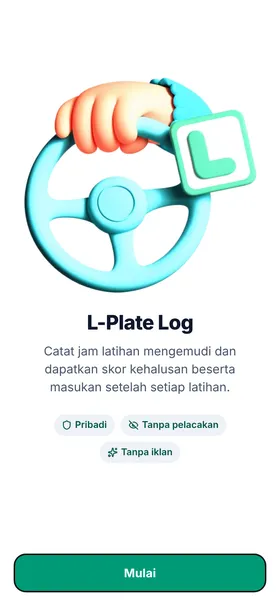 L
L-Plate Log
Catat jam latihan mengemudi dan
dapatkan skor kehalusan beserta
masukan setelah setiap latihan.
Pribadi
Tanpa pelacakan
Tanpa iklan
Mulai